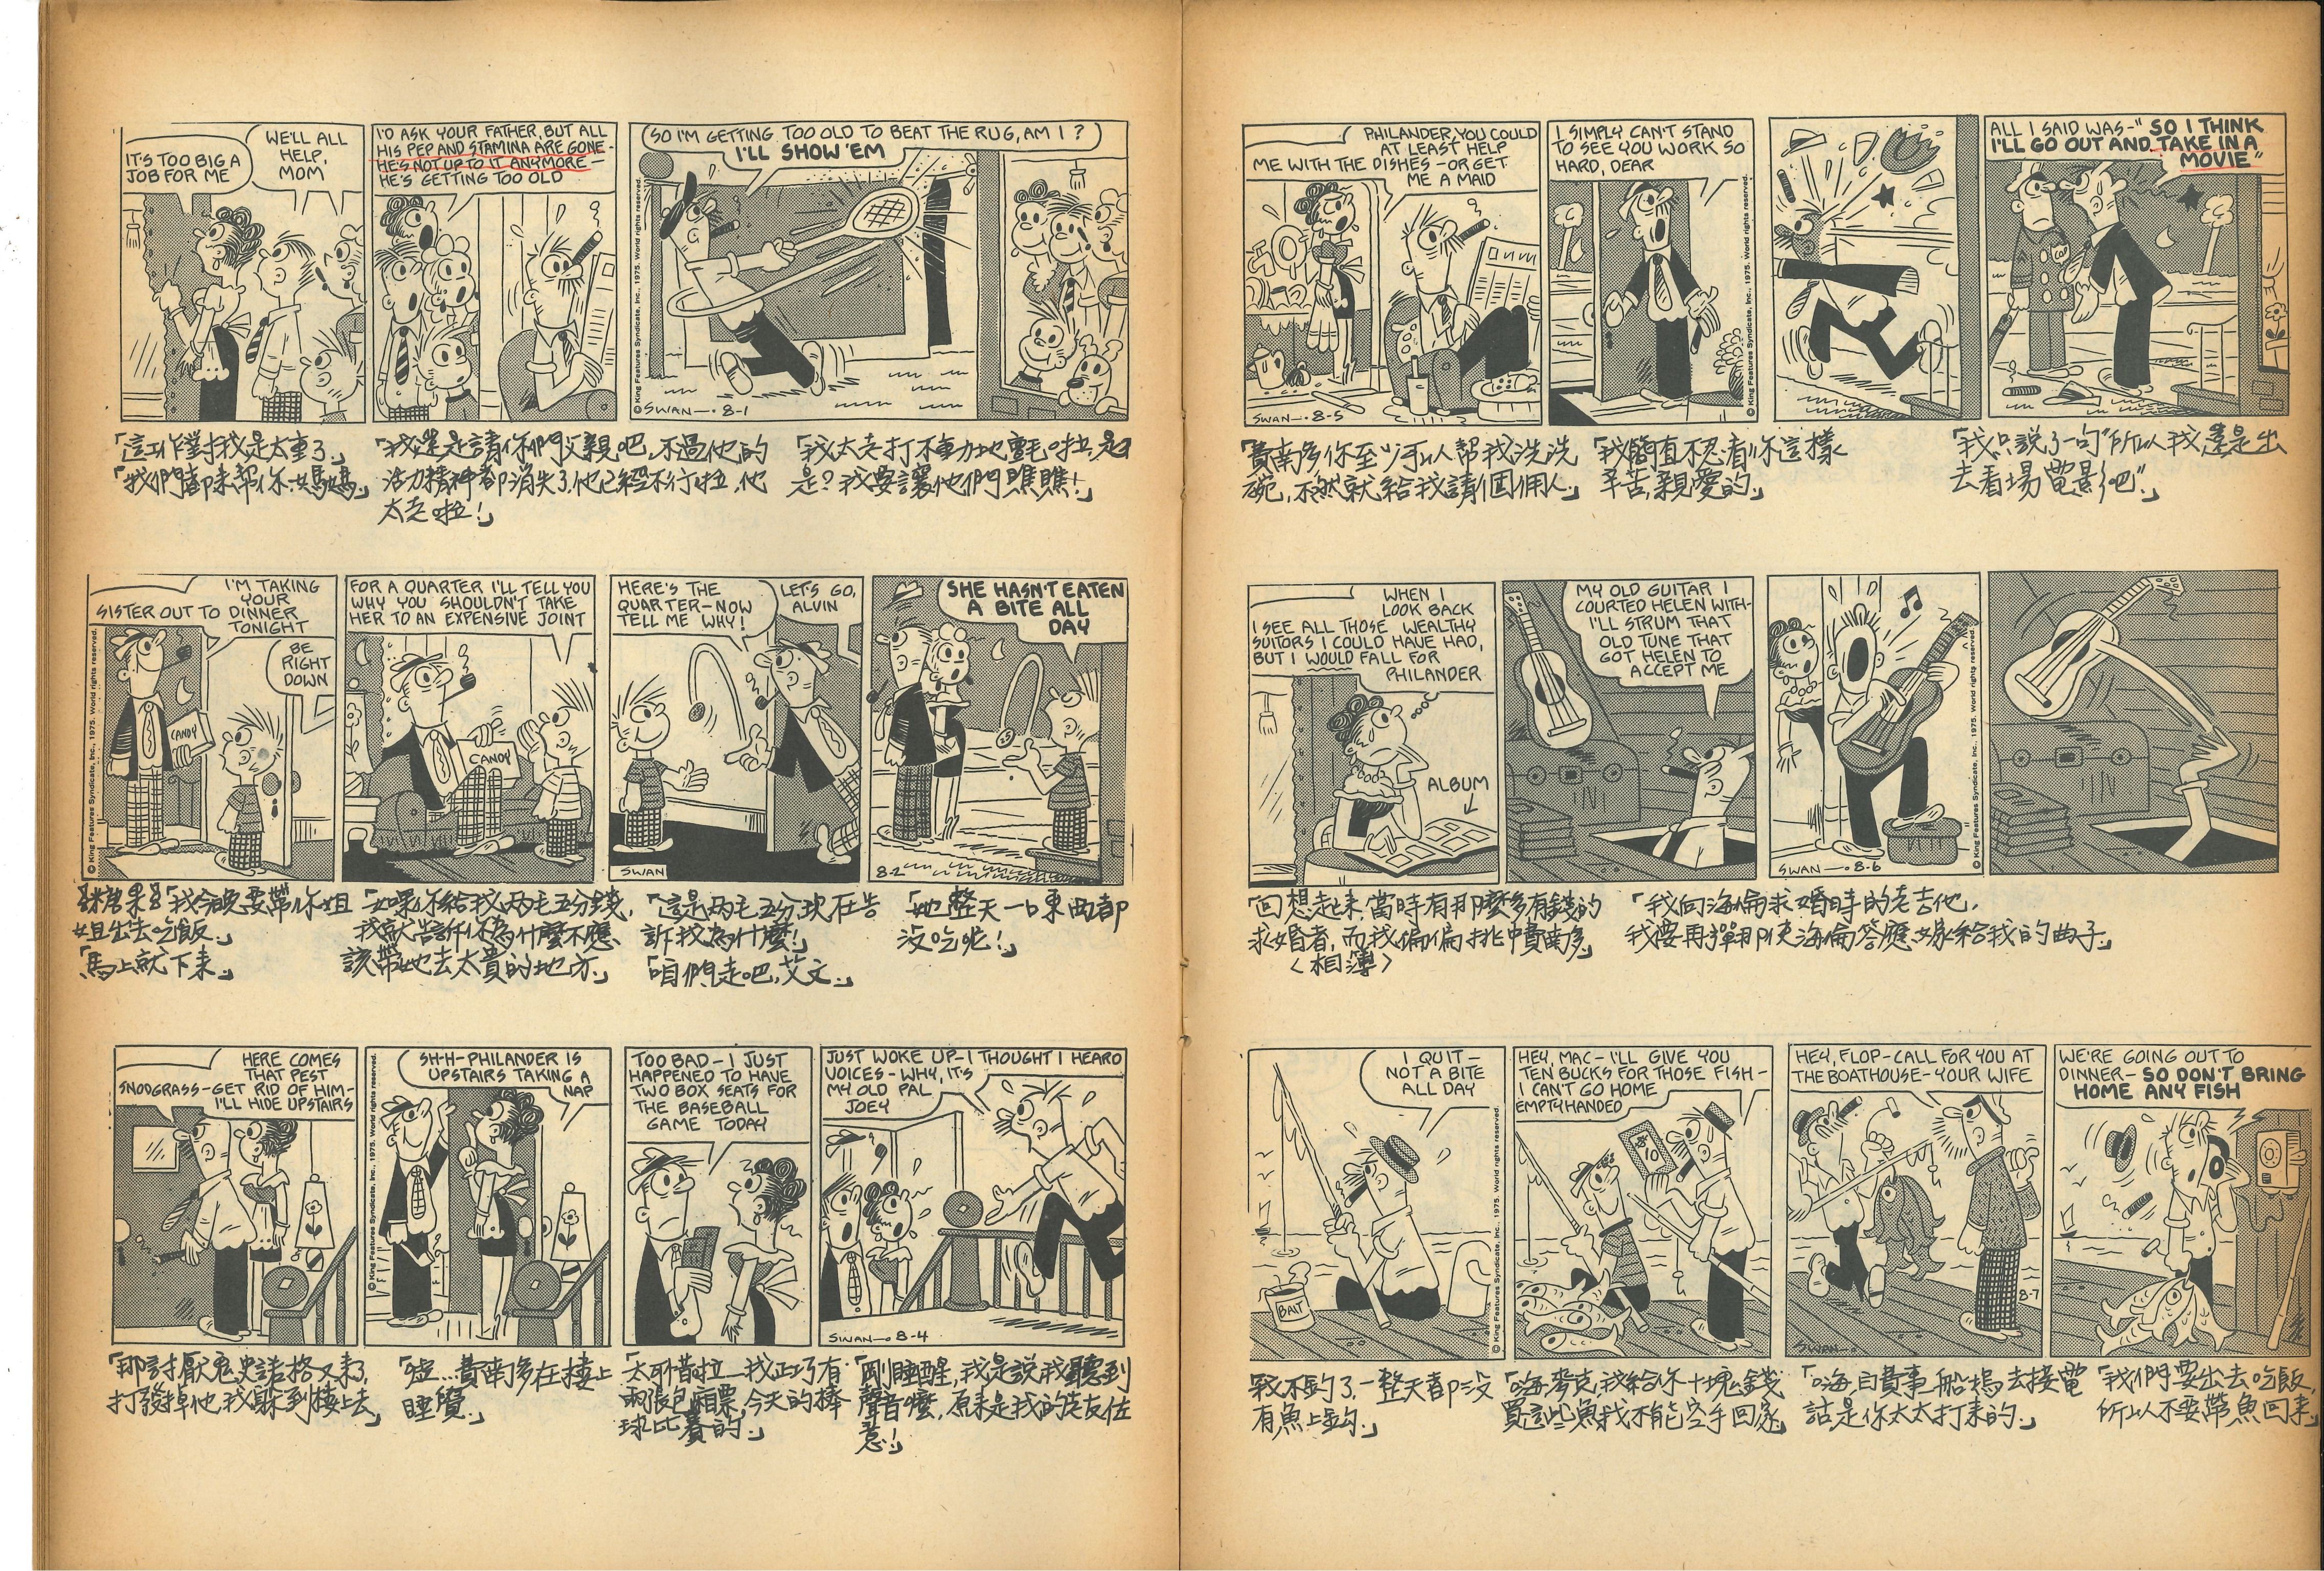 IT'S TOO BIG A
JOB FOR ME
WE'LL ALL
HELP,
MOM
I'D ASK YOUR FATHER, BUT ALL
HIS PEP AND STAMINA ARE GONE-
HE'S NOT UP TO IT ANYMORE—
HE'S GETTING TOO OLD
SO I'M GETTING TOO OLD TO BEAT THE RUG, AM I?
I'LL SHOW 'EM
© King Features Syndicate, Inc., 1975. World rights reserved.
SWAN—•8-1
「這工作對我是太重了」
「我們都來幫你媽媽」
「我還是請你們父親吧,不過他的
活力精神都消失了,他已經不行啦,他
太老啦!」
「我太老打不動地氈啦,是不
是?我要讓他們瞧瞧!」
I'M TAKING
YOUR
SISTER OUT TO DINNER
TONIGHT
BE
RIGHT
DOWN
CANDY
© King Features Syndicate, Inc., 1975. World rights reserved.
FOR A QUARTER I'LL TELL YOU
WHY YOU SHOULDN'T TAKE
HER TO AN EXPENSIVE JOINT
CANDY
HERE'S THE
QUARTER—NOW
TELL ME WHY!
LET'S GO,
ALVIN
SWAN
SHE HASN'T EATEN
A BITE ALL
DAY
8-2
糖果「我今晚要帶你姐
姐出去吃飯」
「馬上就下來」
「如果你給我兩毛五分錢,
我就告訴你為什麼不應
該帶她去太貴的地方」
「這是兩毛五分,現在告
訴我為什麼!」
「咱們走吧,艾文」
「她整天一口東西都
沒吃呢!」
HERE COMES
THAT PEST
SNODGRASS—GET RID OF HIM—
I'LL HIDE UPSTAIRS
SH-H—PHILANDER IS
UPSTAIRS TAKING A
NAP
© King Features Syndicate, Inc., 1975. World rights reserved.
TOO BAD—I JUST
HAPPENED TO HAVE
TWO BOX SEATS FOR
THE BASEBALL
GAME TODAY
JUST WOKE UP—I THOUGHT I HEARD
VOICES—WHY, IT'S
MY OLD PAL
JOEY
SWAN—•8-4
「那討厭鬼史諾格又來了,
打發掉他,我躲到樓上去」
「噓...費南多在樓上
睡覺」
「太可惜啦—我正巧有
兩張包廂票,今天的棒
球比賽的」
「剛睡醒,我是說我聽到
聲音嚒,原來是我的老友佐
意!」
PHILANDER, YOU COULD
AT LEAST HELP
ME WITH THE DISHES—OR GET
ME A MAID
SWAN—•8-5
I SIMPLY CAN'T STAND
TO SEE YOU WORK SO
HARD, DEAR
© King Features Syndicate, Inc., 1975. World rights reserved.
ALL I SAID WAS—"SO I THINK
I'LL GO OUT AND TAKE IN A
MOVIE"
「費南多你至少可以幫我洗洗
碗,不然就給我請個佣人」
「我簡直不忍看你這樣
辛苦,親愛的」
「我只說了一句"所以我還是出
去看場電影吧"」
WHEN I
LOOK BACK
I SEE ALL THOSE WEALTHY
SUITORS I COULD HAVE HAD,
BUT I WOULD FALL FOR
PHILANDER
ALBUM
MY OLD GUITAR I
COURTED HELEN WITH—
I'LL STRUM THAT
OLD TUNE THAT
GOT HELEN TO
ACCEPT ME
SWAN—•8-6
© King Features Syndicate, Inc., 1975. World rights reserved.
「回想起來,當時有那麼多有錢的
求婚者,而我偏偏挑中費南多」
〈相簿〉
「我向海倫求婚時的老吉他,
我要再彈那使海倫答應嫁給我的曲子」
I QUIT—
NOT A BITE
ALL DAY
BAIT
© King Features Syndicate, Inc., 1975. World rights reserved.
HEY, MAC—I'LL GIVE YOU
TEN BUCKS FOR THOSE FISH—
I CAN'T GO HOME
EMPTYHANDED
10
HEY, FLOP—CALL FOR YOU AT
THE BOATHOUSE—YOUR WIFE
SWAN—
8-7
WE'RE GOING OUT TO
DINNER—SO DON'T BRING
HOME ANY FISH
我不釣了,一整天都沒
有魚上鈎」
「嗨,麥克,我給你十塊錢
買這些魚,我不能空手回家」
「嗨,白費事,船塢去接電
話是你太太打來的」
「我們要出去吃飯,
所以不要帶魚回來」